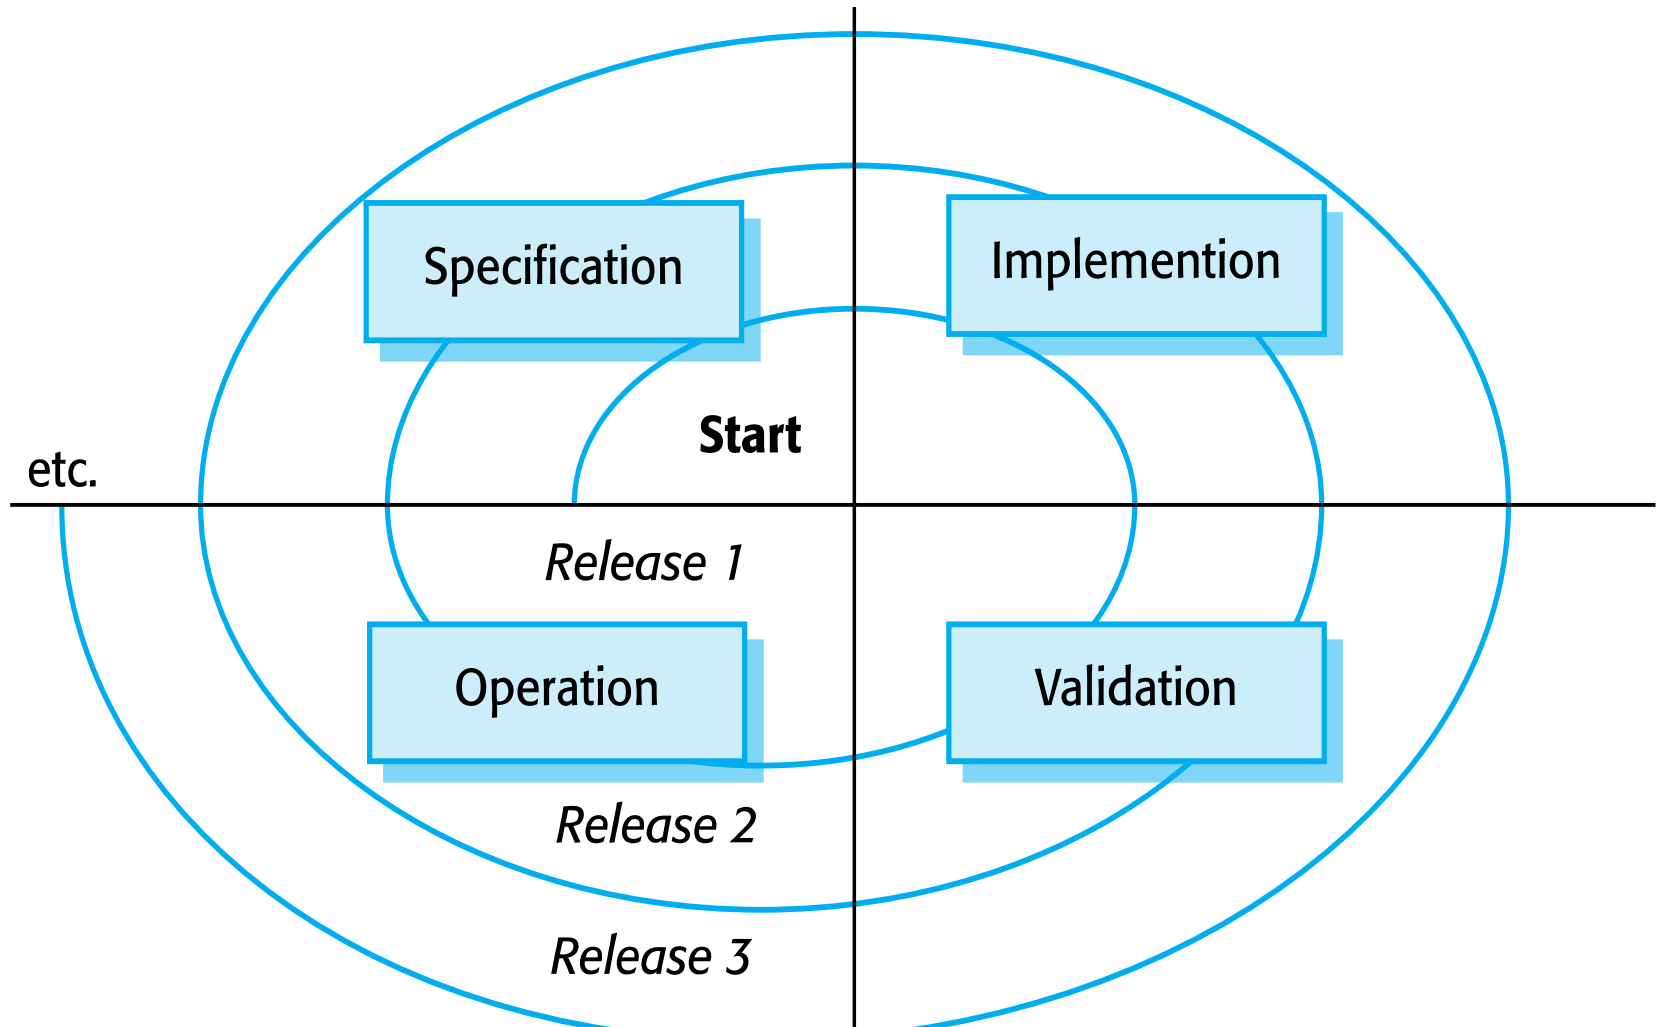 Specification
Implemention
Start
etc.
Release 1
Operation
Validation
Release 2
Release 3